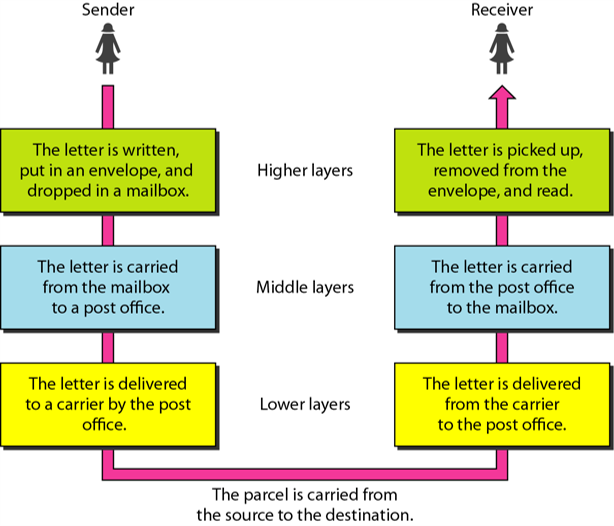 Sender
Receiver
The letter is written,
put in an envelope, and
dropped in a mailbox.
Higher layers
The letter is picked up,
removed from the
envelope, and read.
The letter is carried
from the mailbox
to a post office.
Middle layers
The letter is carried
from the post office
to the mailbox.
The letter is delivered
to a carrier by the post
office.
Lower layers
The letter is delivered
from the carrier
to the post office.
The parcel is carried from
the source to the destination.